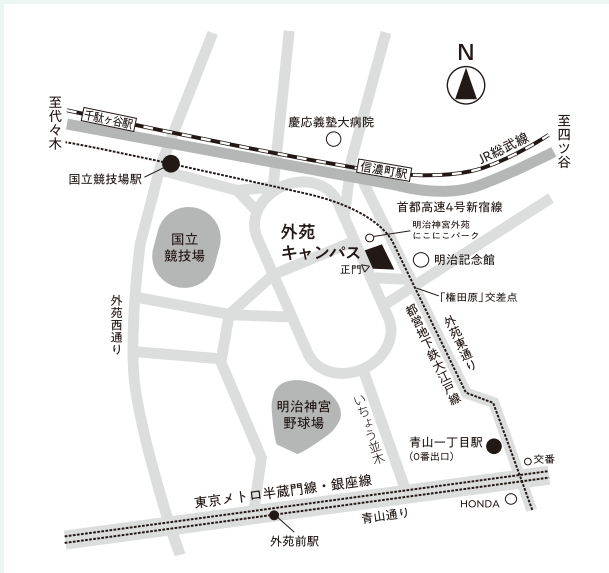 N
至代々木
千駄ヶ谷駅
慶応義塾大病院
至四ツ谷
JR総武線
信濃町駅
国立競技場駅
首都高速4号新宿線
明治神宮外苑
にこにこパーク
外苑
キャンパス
正門
明治記念館
国立
競技場
「権田原」交差点
外苑西通り
外苑東通り
都営地下鉄大江戸線
明治神宮
野球場
いちょう並木
青山一丁目駅
(0番出口)
交番
東京メトロ半蔵門線・銀座線
青山通り
HONDA
外苑前駅